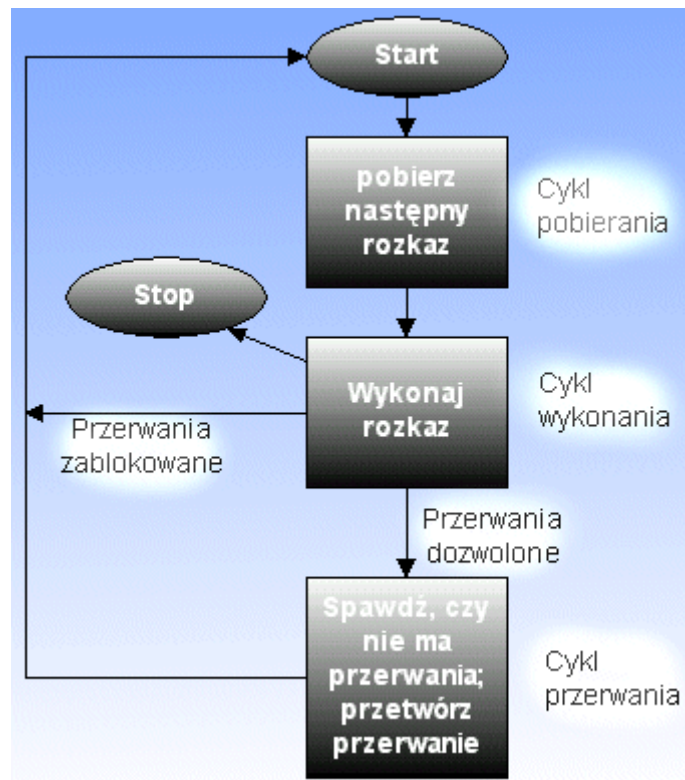 Start
pobierz
następny
rozkaz
Cykl
pobierania
Stop
Wykonaj
rozkaz
Cykl
wykonania
Przerwania
zablokowane
Przerwania
dozwolone
Spawdź, czy
nie ma
przerwania;
przetwórz
przerwanie
Cykl
przerwania